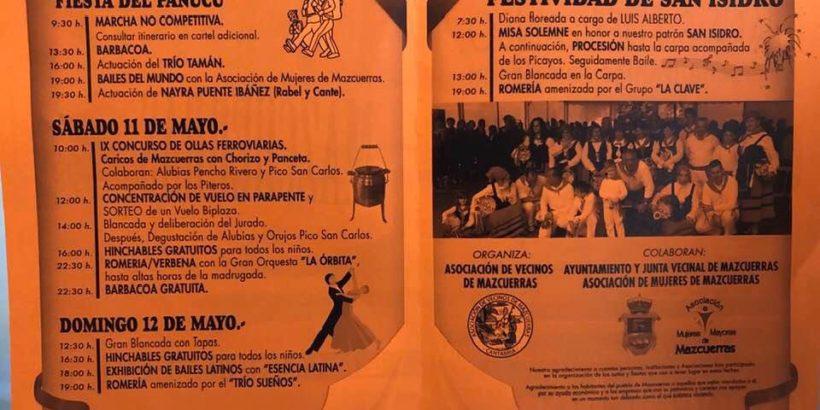 FIESTA DEL PANUCU
9:30 h. MARCHA NO COMPETITIVA.
Consultar itinerario en cartel adicional.
13:30 h. BARBACOA.
16:00 h. Actuación del TRÍO TAMÁN.
19:00 h. BAILES DEL MUNDO con la Asociación de Mujeres de Mazcuerras.
19:30 h. Actuación de NAYRA PUENTE IBÁÑEZ (Rabel y Cante).
SÁBADO 11 DE MAYO.-
10:00 h. IX CONCURSO DE OLLAS FERROVIARIAS.
Caricos de Mazcuerras con Chorizo y Panceta.
Colaboran: Alubias Pencho Rivera y Pico San Carlos.
Acompañado por los Piteros.
12:00 h. CONCENTRACIÓN DE VUELO EN PARAPENTE y
SORTEO de un Vuelo Biplaza.
14:00 h. Blancada y deliberación del Jurado.
Después, Degustación de Alubias y Orujos Pico San Carlos.
16:00 h. HINCHABLES GRATUITOS para todos los niños.
22:30 h. ROMERIA/VERBENA con la Gran Orquesta "LA ÓRBITA",
hasta altas horas de la madrugada.
22:30 h. BARBACOA GRATUITA.
DOMINGO 12 DE MAYO.-
12:30 h. Gran Blancada con Tapas.
16:30 h. HINCHABLES GRATUITOS para todos los niños.
18:00 h. EXHIBICIÓN DE BAILES LATINOS con "ESENCIA LATINA".
19:00 h. ROMERÍA amenizado por el "TRÍO SUEÑOS".
FESTIVIDAD DE SAN ISIDRO
7:30 h. Diana floreada a cargo de LUIS ALBERTO.
12:00 h. MISA SOLEMNE en honor a nuestro patrón SAN ISIDRO.
A continuación, PROCESIÓN hasta la carpa acompañada
de los Picayos. Seguidamente Baile.
13:00 h. Gran Blancada en la Carpa.
19:00 h. ROMERÍA amenizada por el Grupo "LA CLAVE".
ORGANIZA:
ASOCIACIÓN DE VECINOS
DE MAZCUERRAS
ASOCIACIÓN DE VECINOS DE MAZCUERRAS
CANTABRIA
COLABORAN:
AYUNTAMIENTO Y JUNTA VECINAL DE MAZCUERRAS
ASOCIACIÓN DE MUJERES DE MAZCUERRAS
Asociación
Mujeres Mayores
de
Mazcuerras